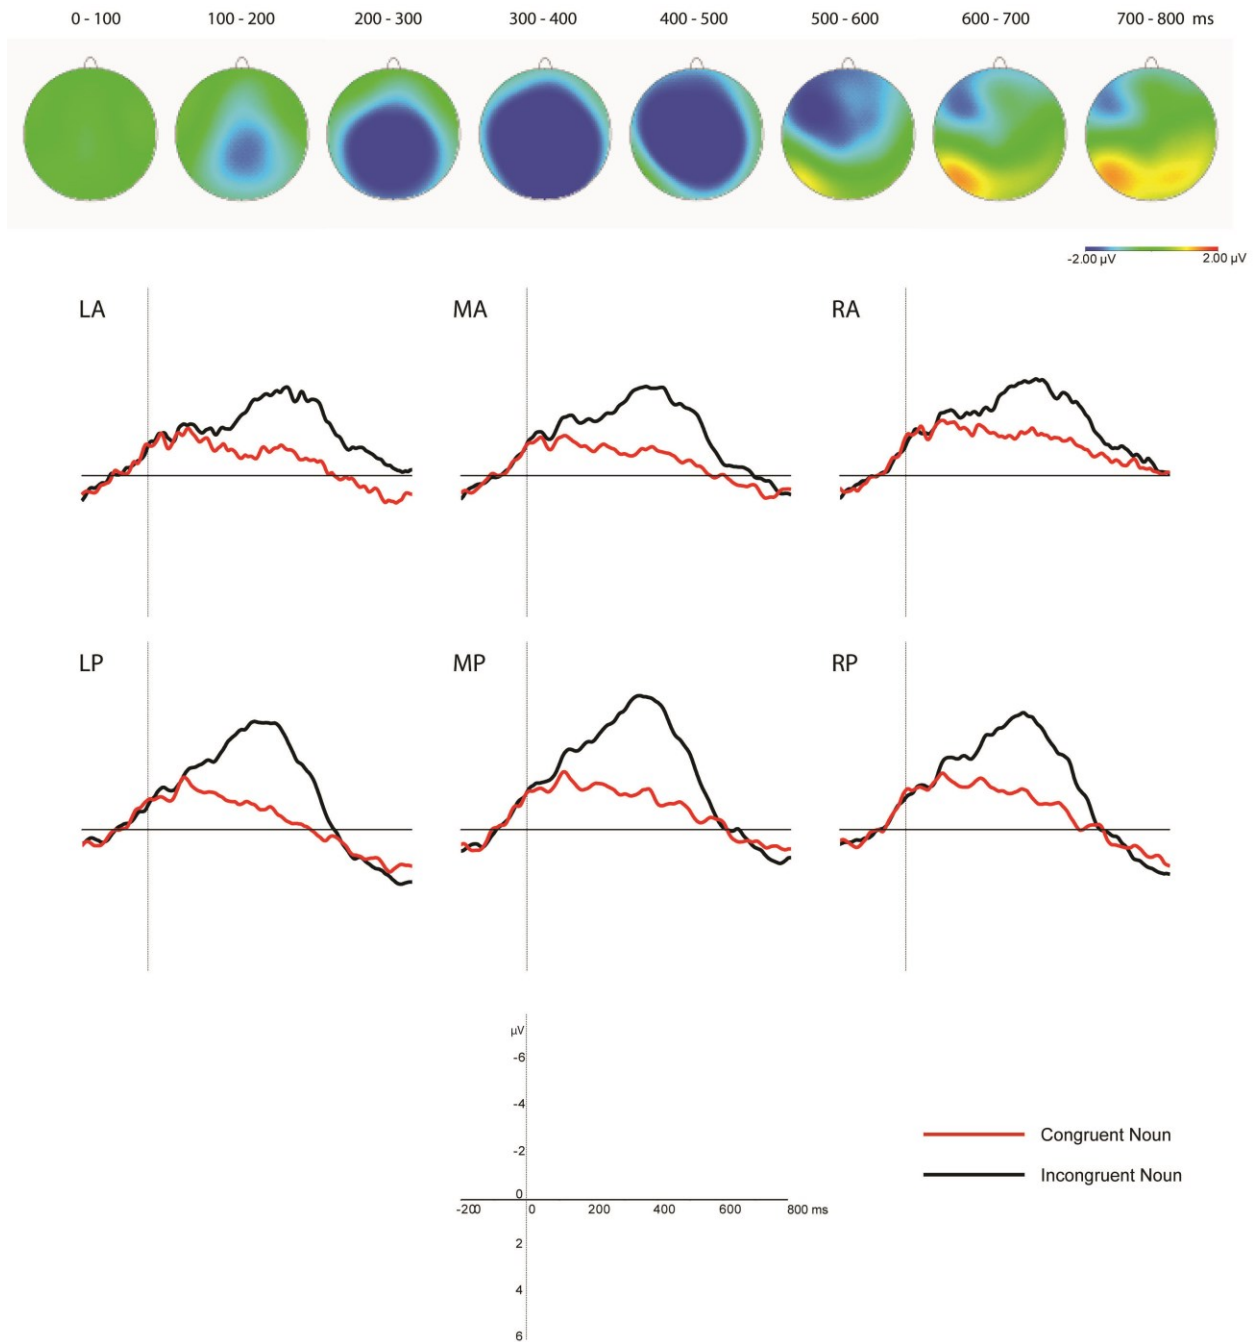 0 - 100 100 - 200 200 - 300 300 - 400 400 - 500 500 - 600 600 - 700 700 - 800 ms
-2.00 µV 2.00 µV
LA MA RA
LP MP RP
µV
-6
-4
-2
0
-200 0 200 400 600 800 ms
2
4
6
Congruent Noun
Incongruent Noun